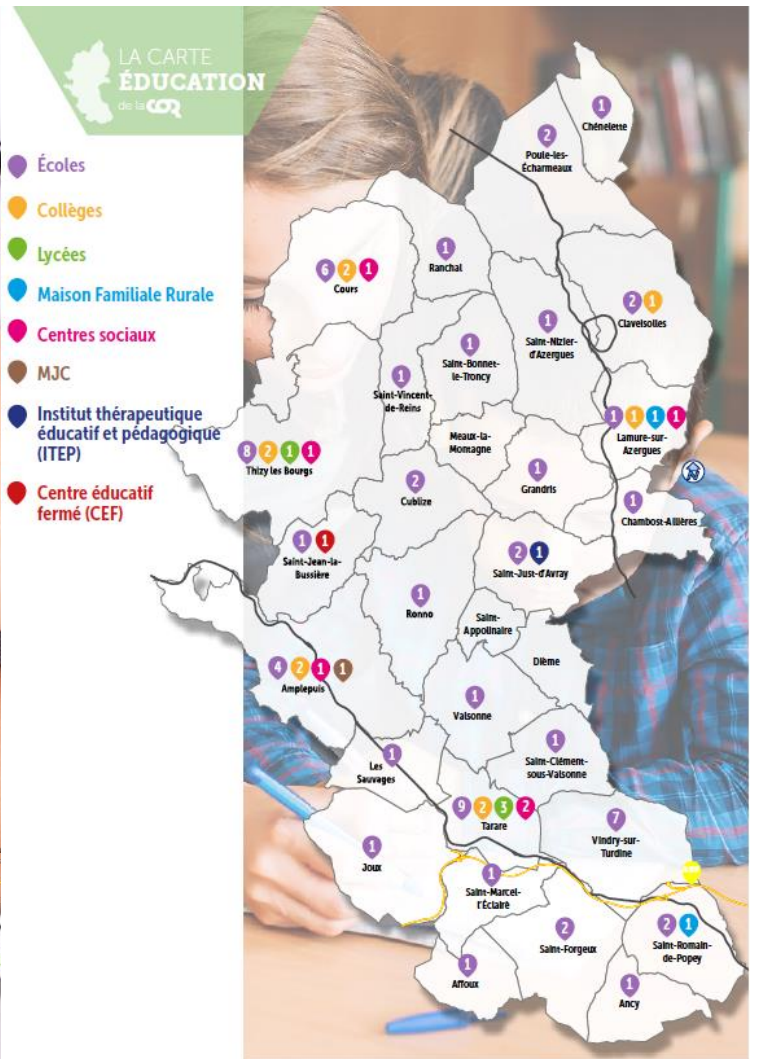 LA CARTE
ÉDUCATION
de la COR
Écoles
Collèges
Lycées
Maison Familiale Rurale
Centres sociaux
MJC
Institut thérapeutique
éducatif et pédagogique
(ITEP)
Centre éducatif
fermé (CEF)
1
Chénelette
2
Poule-les-
Écharmeaux
1
Ranchal
6 2 1
Cours
2 1
Claveisolles
1
Saint-Nizier-
d'Azergues
1
Saint-Bonnet-
le-Troncy
1
Saint-Vincent-
de-Reins
1 1 1 1
Lamure-sur-
Azergues
Meaux-la-
Montagne
8 2 1 1
Thizy les Bourgs
1
Grandris
2
Cublize
1
Chambost-Allières
1 1
Saint-Jean-la-
Bussière
2 1
Saint-Just-d'Avray
1
Ronno
Saint-
Appolinaire
Dième
4 2 1 1
Amplepuis
1
Valsonne
1
Saint-Clément-
sous-Valsonne
1
Les
Sauvages
9 2 3 2
Tarare
7
Vindry-sur-
Turdine
1
Joux
1
Saint-Marcel-
l'Éclairé
2
Saint-Forgeux
2 1
Saint-Romain-
de-Popey
1
Affoux
1
Ancy